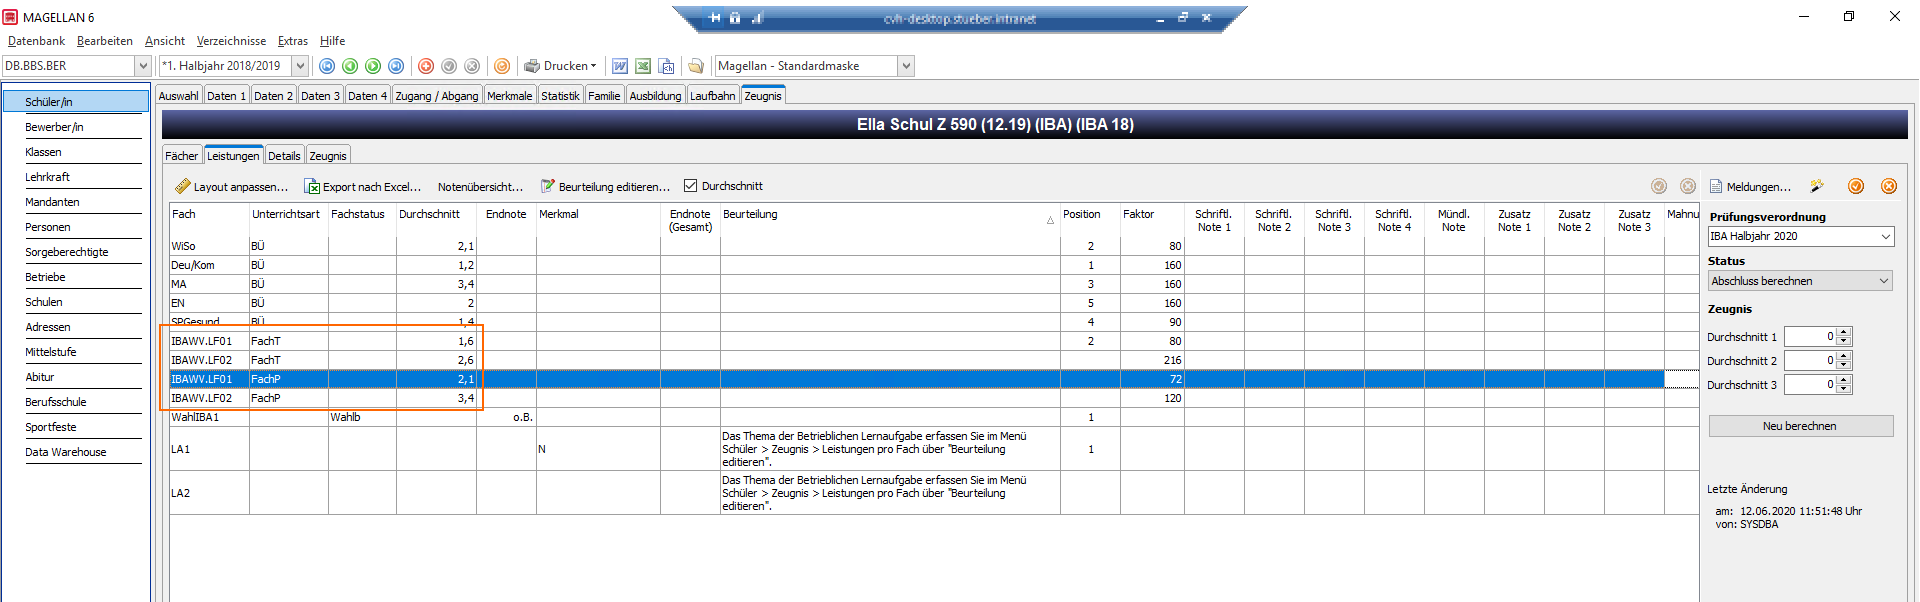 MAGELLAN 6
cvh-desktop.stueber.intranet
Datenbank Bearbeiten Ansicht Verzeichnisse Extras Hilfe
DB.BBS.BER *1. Halbjahr 2018/2019 Drucken Magellan - Standardmaske
Schüler/in
Bewerber/in
Klassen
Lehrkraft
Mandanten
Personen
Sorgeberechtigte
Betriebe
Schulen
Adressen
Mittelstufe
Abitur
Berufsschule
Sportfeste
Data Warehouse
Auswahl Daten 1 Daten 2 Daten 3 Daten 4 Zugang / Abgang Merkmale Statistik Familie Ausbildung Laufbahn Zeugnis
Ella Schul Z 590 (12.19) (IBA) (IBA 18)
Fächer Leistungen Details Zeugnis
Layout anpassen... Export nach Excel... Notenübersicht... Beurteilung editieren... Durchschnitt
Fach Unterrichtsart Fachstatus Durchschnitt Endnote Merkmal Endnote (Gesamt) Beurteilung Position Faktor Schriftl. Note 1 Schriftl. Note 2 Schriftl. Note 3 Schriftl. Note 4 Mündl. Note Zusatz Note 1 Zusatz Note 2 Zusatz Note 3 Mahnu
WiSo BÜ 2,1 2 80
Deu/Kom BÜ 1,2 1 160
MA BÜ 3,4 3 160
EN BÜ 2 5 160
SPGesund BÜ 1,4 4 90
IBAWV.LF01 FachT 1,6 2 80
IBAWV.LF02 FachT 2,6 216
IBAWV.LF01 FachP 2,1 72
IBAWV.LF02 FachP 3,4 120
WahlIBA1 Wahlb o.B. 1
LA1 N Das Thema der Betrieblichen Lernaufgabe erfassen Sie im Menü
Schüler > Zeugnis > Leistungen pro Fach über "Beurteilung
editieren". 1
LA2 Das Thema der Betrieblichen Lernaufgabe erfassen Sie im Menü
Schüler > Zeugnis > Leistungen pro Fach über "Beurteilung
editieren".
Meldungen...
Prüfungsverordnung
IBA Halbjahr 2020
Status
Abschluss berechnen
Zeugnis
Durchschnitt 1 0
Durchschnitt 2 0
Durchschnitt 3 0
Neu berechnen
Letzte Änderung
am: 12.06.2020 11:51:48 Uhr
von: SYSDBA